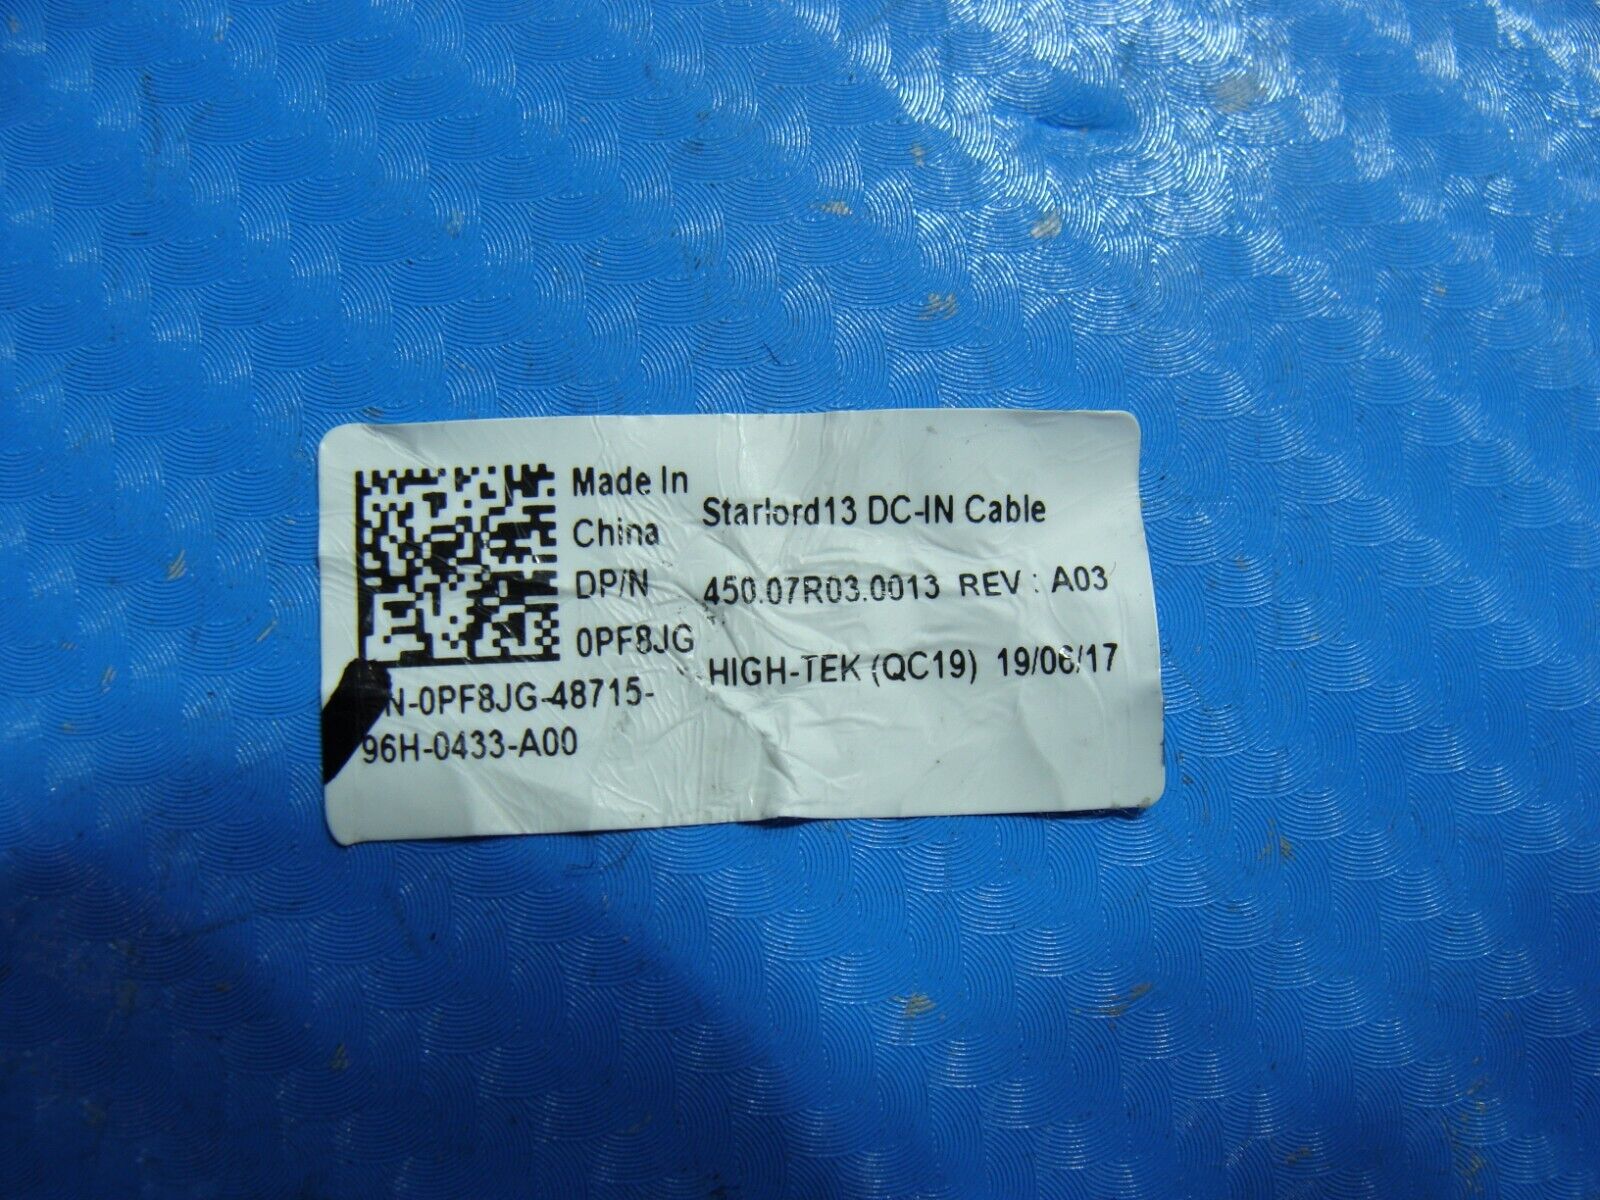 Made In
China
DP/N
0PF8JG
N-0PF8JG-48715-
96H-0433-A00
Starlord13 DC-IN Cable
450.07R03.0013 REV : A03
HIGH-TEK (QC19) 19/06/17